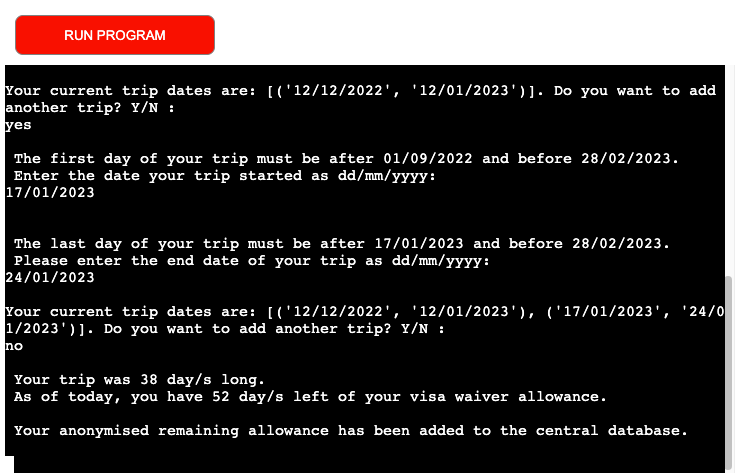 RUN PROGRAM
Your current trip dates are: [('12/12/2022', '12/01/2023')]. Do you want to add
another trip? Y/N :
yes
The first day of your trip must be after 01/09/2022 and before 28/02/2023.
Enter the date your trip started as dd/mm/yyyy:
17/01/2023
The last day of your trip must be after 17/01/2023 and before 28/02/2023.
Please enter the end date of your trip as dd/mm/yyyy:
24/01/2023
Your current trip dates are: [('12/12/2022', '12/01/2023'), ('17/01/2023', '24/0
1/2023')]. Do you want to add another trip? Y/N :
no
Your trip was 38 day/s long.
As of today, you have 52 day/s left of your visa waiver allowance.
Your anonymised remaining allowance has been added to the central database.